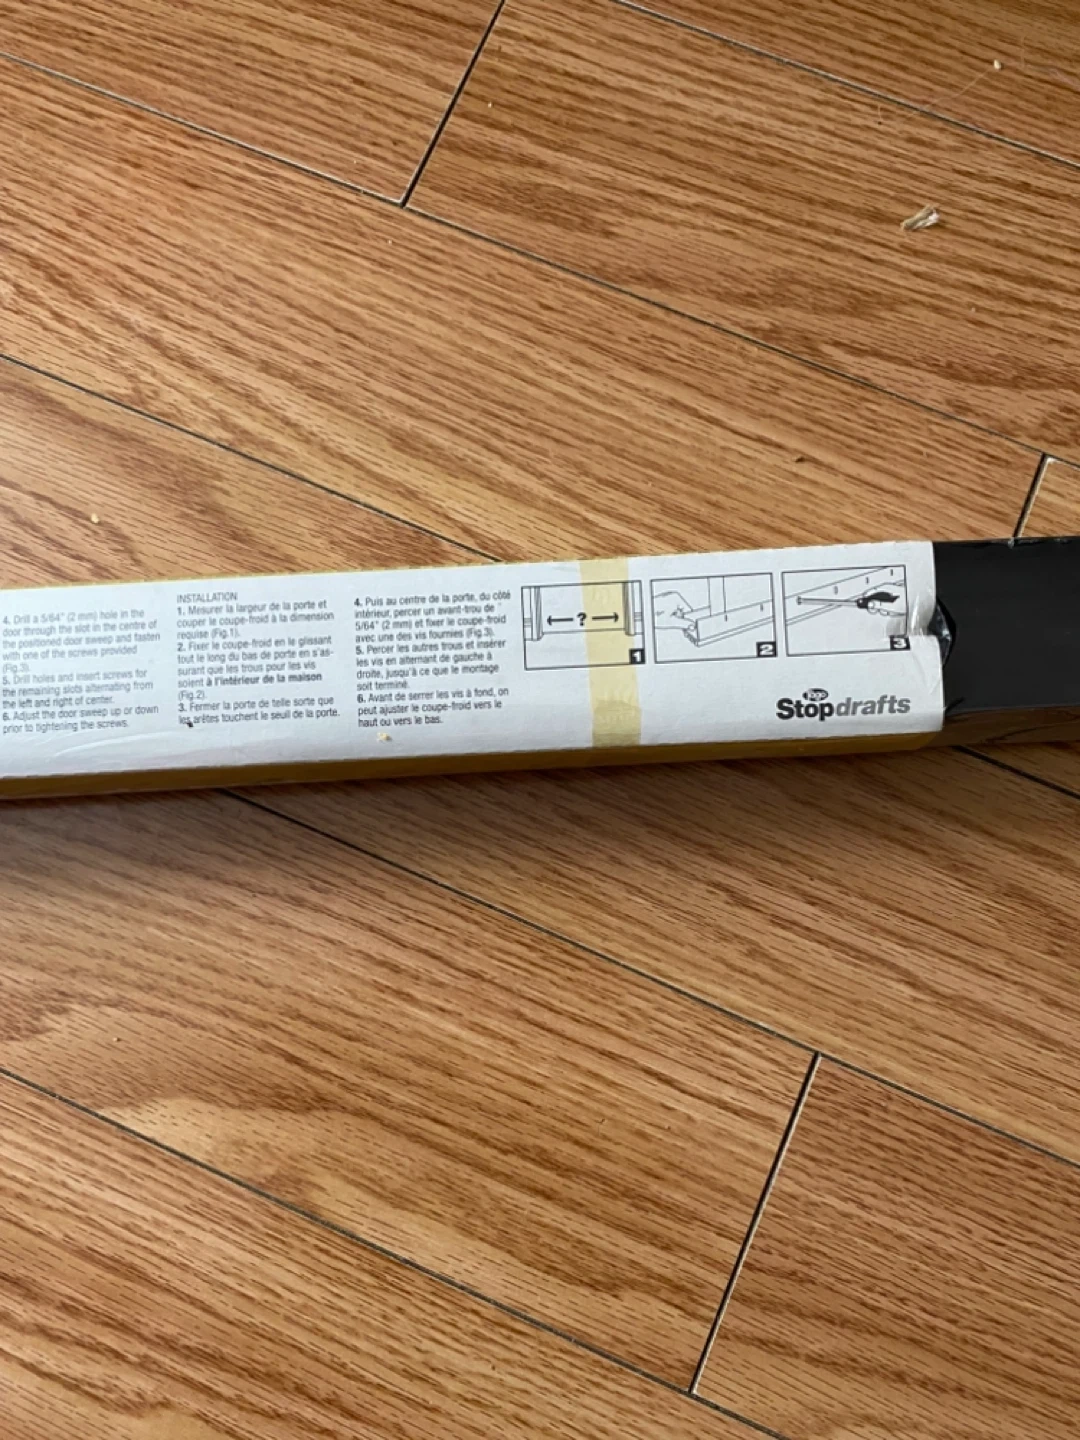 4. Drill a 5/64" (2 mm) hole in the
door through the slot in the centre of
the positioned door sweep and fasten
with one of the screws provided
(Fig.3).
5. Drill holes and insert screws for
the remaining slots alternating from
the left and right of center.
6. Adjust the door sweep up or down
prior to tightening the screws.
INSTALLATION
1. Mesurer la largeur de la porte et
couper le coupe-froid à la dimension
requise (Fig.1).
2. Fixer le coupe-froid en le glissant
tout le long du bas de porte en s'as-
surant que les trous pour les vis
soient à l'intérieur de la maison
(Fig.2).
3. Fermer la porte de telle sorte que
les arêtes touchent le seuil de la porte.
4. Puis au centre de la porte, du côté
intérieur, percer un avant-trou de
5/64" (2 mm) et fixer le coupe-froid
avec une des vis fournies (Fig.3).
5. Percer les autres trous et insérer
les vis en alternant de gauche à
droite, jusqu'à ce que le montage
soit terminé.
6. Avant de serrer les vis à fond, on
peut ajuster le coupe-froid vers le
haut ou vers le bas.
?
1
2
3
Stopdrafts